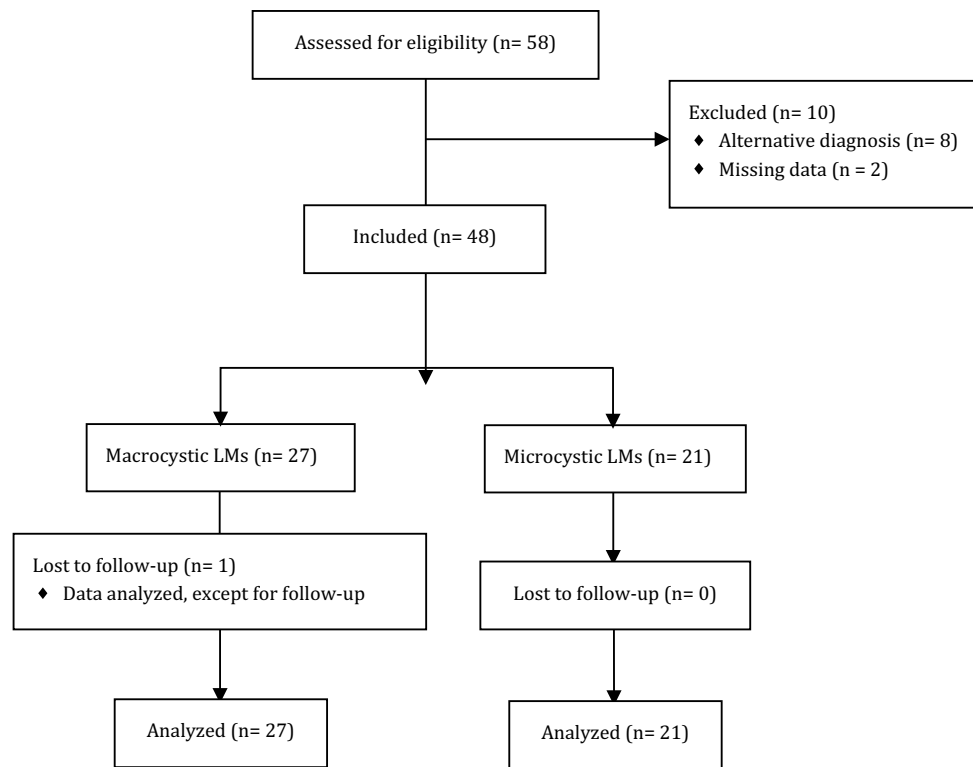 Assessed for eligibility (n= 58)
Excluded (n= 10)
♦ Alternative diagnosis (n= 8)
♦ Missing data (n = 2)
Included (n= 48)
Macrocystic LMs (n= 27)
Microcystic LMs (n= 21)
Lost to follow-up (n= 1)
♦ Data analyzed, except for follow-up
Lost to follow-up (n= 0)
Analyzed (n= 27)
Analyzed (n= 21)